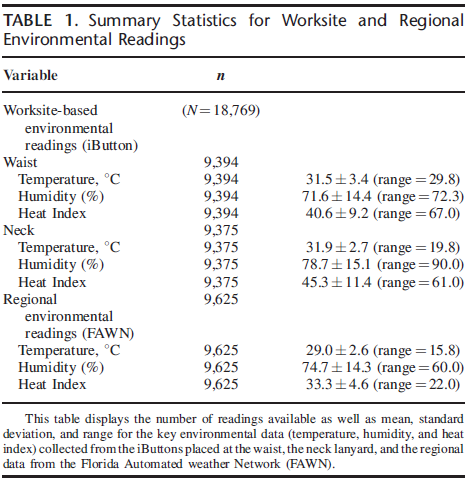 TABLE 1. Summary Statistics for Worksite and Regional
Environmental Readings
Variable n
Worksite-based (N=18,769)
environmental
readings (iButton)
Waist 9,394
Temperature, °C 9,394 31.5±3.4 (range=29.8)
Humidity (%) 9,394 71.6±14.4 (range=72.3)
Heat Index 9,394 40.6±9.2 (range=67.0)
Neck 9,375
Temperature, °C 9,375 31.9±2.7 (range=19.8)
Humidity (%) 9,375 78.7±15.1 (range=90.0)
Heat Index 9,375 45.3±11.4 (range=61.0)
Regional 9,625
environmental
readings (FAWN)
Temperature, °C 9,625 29.0±2.6 (range=15.8)
Humidity (%) 9,625 74.7±14.3 (range=60.0)
Heat Index 9,625 33.3±4.6 (range=22.0)
This table displays the number of readings available as well as mean, standard
deviation, and range for the key environmental data (temperature, humidity, and heat
index) collected from the iButtons placed at the waist, the neck lanyard, and the regional
data from the Florida Automated weather Network (FAWN).